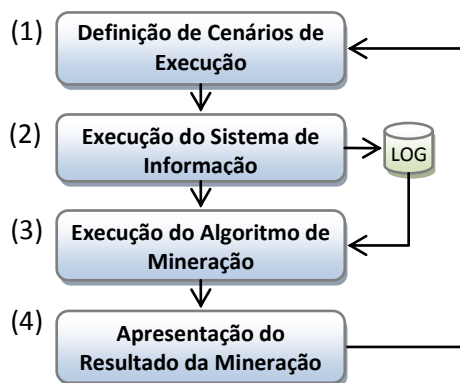 (1)
Definição de Cenários de
Execução
(2)
Execução do Sistema de
Informação
LOG
(3)
Execução do Algoritmo de
Mineração
(4)
Apresentação do
Resultado da Mineração